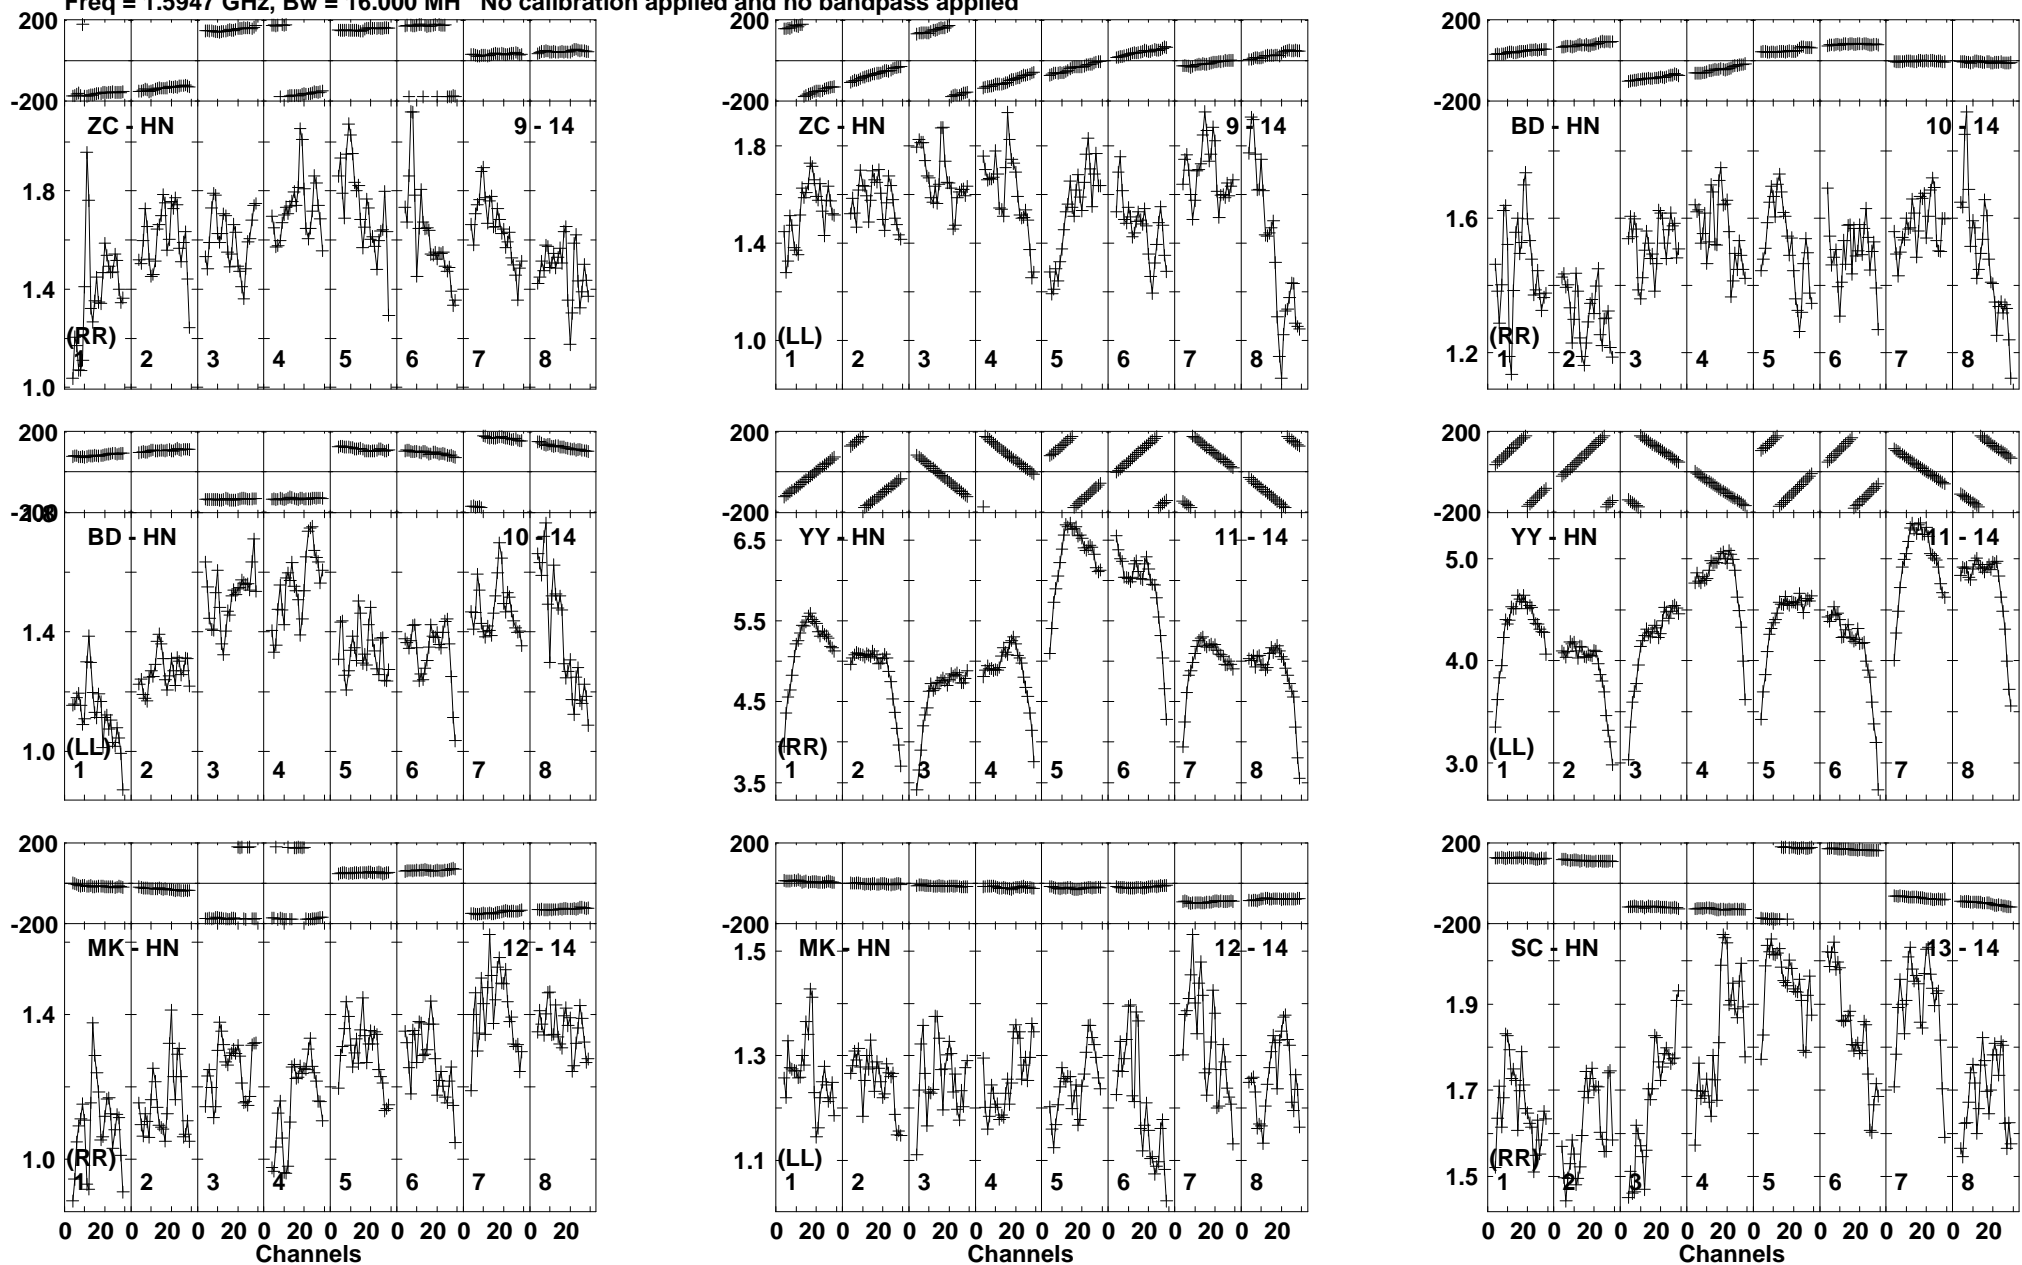 Freq = 1.5947 GHz, Bw = 16.000 MH No calibration applied and no bandpass applied
200 200 200
-200 -200 -200
ZC - HN 9 - 14 ZC - HN 9 - 14 BD - HN 10 - 14
1.8 1.8
1.6
1.4 1.4
(RR) (LL) (RR)
1.0 1.0 1.2
1 2 3 4 5 6 7 8 1 2 3 4 5 6 7 8 1 2 3 4 5 6 7 8
200 200 200
-200 -200 -200
BD - HN 10 - 14 YY - HN 11 - 14 YY - HN 11 - 14
6.5 5.0
1.4 5.5 4.0
4.5
1.0 (LL) (RR) (LL)
3.5 3.0
1 2 3 4 5 6 7 8 1 2 3 4 5 6 7 8 1 2 3 4 5 6 7 8
200 200 200
-200 -200 -200
MK - HN 12 - 14 MK - HN 12 - 14 SC - HN 13 - 14
1.5
1.4 1.9
1.3
1.7
1.0 (RR) 1.1 (LL) 1.5 (RR)
1 2 3 4 5 6 7 8 1 2 3 4 5 6 7 8 1 2 3 4 5 6 7 8
0 20 0 20 0 20 0 20 0 20 0 20 0 20 0 20 0 20 0 20 0 20 0 20 0 20 0 20 0 20 0 20 0 20 0 20 0 20 0 20 0 20 0 20 0 20 0 20
Channels Channels Channels